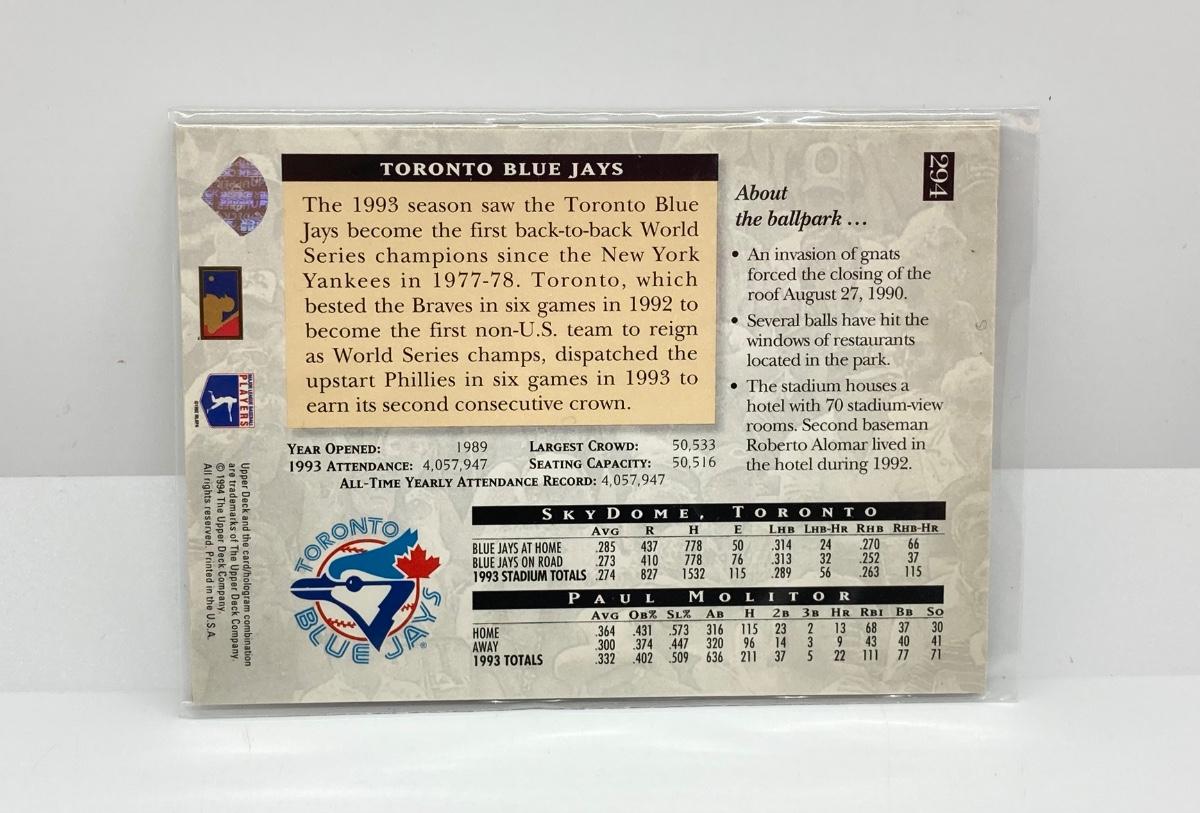 TORONTO BLUE JAYS
The 1993 season saw the Toronto Blue
Jays become the first back-to-back World
Series champions since the New York
Yankees in 1977-78. Toronto, which
bested the Braves in six games in 1992 to
become the first non-U.S. team to reign
as World Series champs, dispatched the
upstart Phillies in six games in 1993 to
earn its second consecutive crown.
294
About
the ballpark ...
• An invasion of gnats
forced the closing of the
roof August 27, 1990.
• Several balls have hit the
windows of restaurants
located in the park.
• The stadium houses a
hotel with 70 stadium-view
rooms. Second baseman
Roberto Alomar lived in
the hotel during 1992.
YEAR OPENED: 1989 LARGEST CROWD: 50,533
1993 ATTENDANCE: 4,057,947 SEATING CAPACITY: 50,516
ALL-TIME YEARLY ATTENDANCE RECORD: 4,057,947
SKYDOME, TORONTO
AVG R H E LHB LHB-HR RHB RHB-HR
BLUE JAYS AT HOME .285 437 778 50 .314 24 .270 66
BLUE JAYS ON ROAD .273 410 778 76 .313 32 .252 37
1993 STADIUM TOTALS .274 827 1532 115 .289 56 .263 115
PAUL MOLITOR
AVG OB% SL% AB H 2B 3B HR RBI BB SO
HOME .364 .431 .573 316 115 23 2 13 68 37 30
AWAY .300 .374 .447 320 96 14 3 9 43 40 41
1993 TOTALS .332 .402 .509 636 211 37 5 22 111 77 71
TORONTO
BLUE JAYS
PLAYERS
Upper Deck and the card/hologram combination
are trademarks of The Upper Deck Company.
© 1994 The Upper Deck Company.
All rights reserved. Printed in the U.S.A.